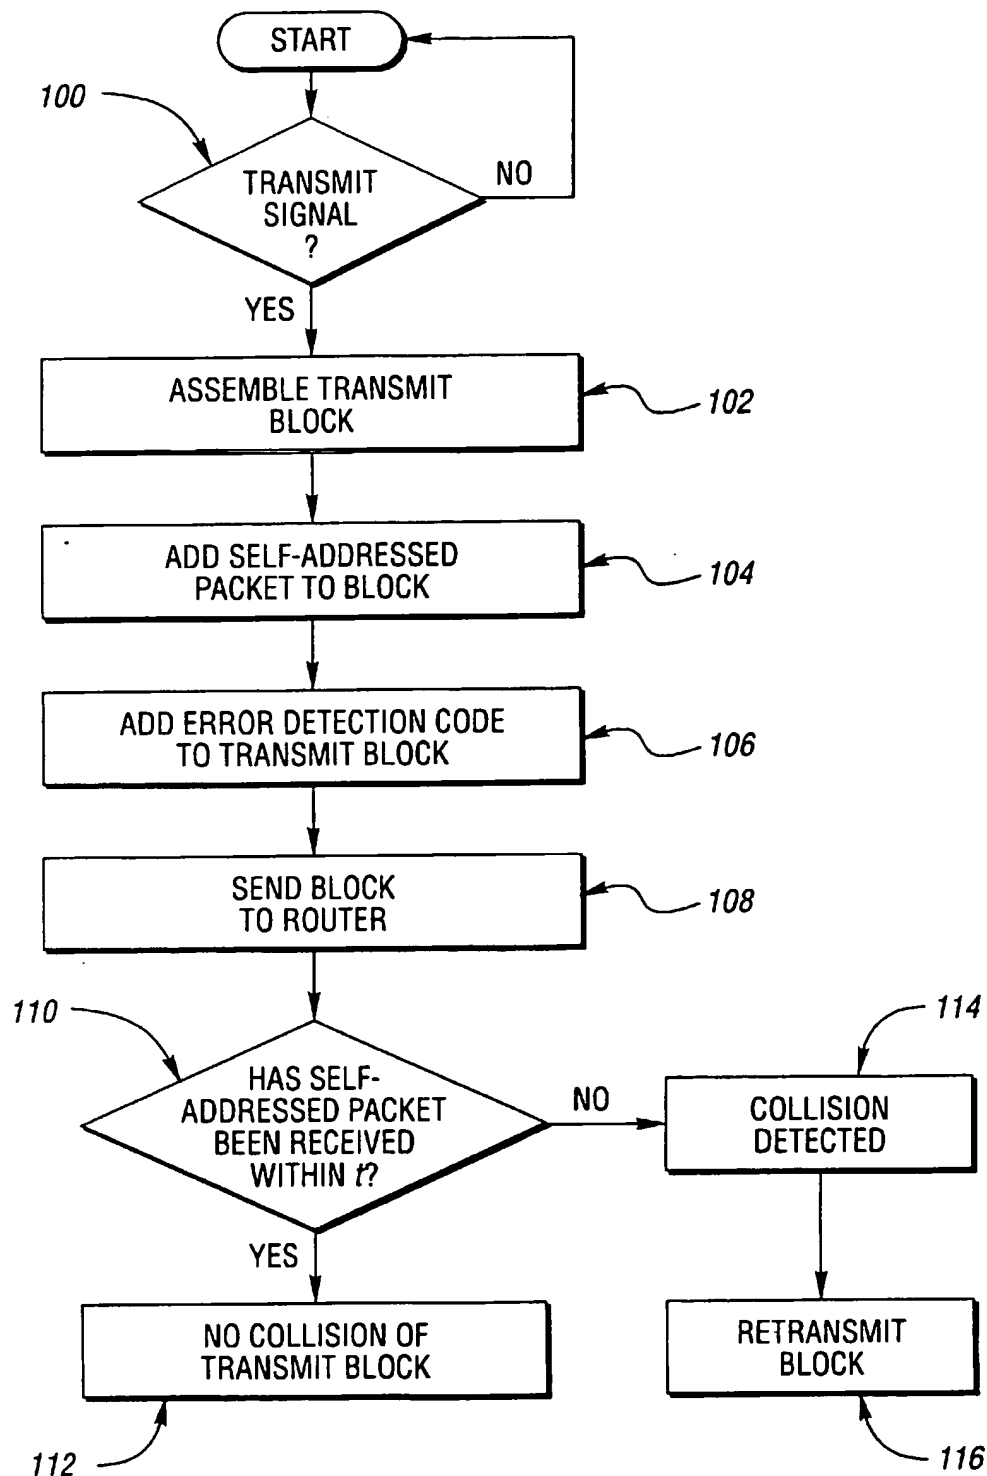 START
100
TRANSMIT
SIGNAL
?
NO
YES
ASSEMBLE TRANSMIT
BLOCK
102
ADD SELF-ADDRESSED
PACKET TO BLOCK
104
ADD ERROR DETECTION CODE
TO TRANSMIT BLOCK
106
SEND BLOCK
TO ROUTER
108
110
HAS SELF-
ADDRESSED PACKET
BEEN RECEIVED
WITHIN t?
NO
114
COLLISION
DETECTED
YES
NO COLLISION OF
TRANSMIT BLOCK
112
RETRANSMIT
BLOCK
116